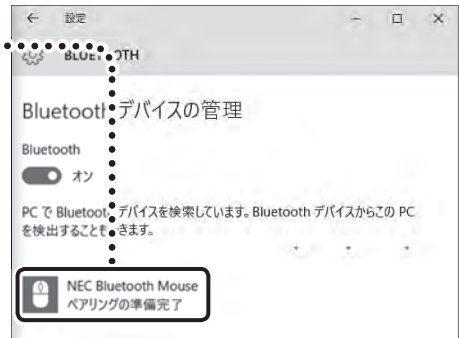 設定
BLUETOOTH
Bluetooth デバイスの管理
Bluetooth
オン
PC で Bluetooth デバイスを検索しています。Bluetooth デバイスからこの PC
を検出することもできます。
NEC Bluetooth Mouse
ペアリングの準備完了